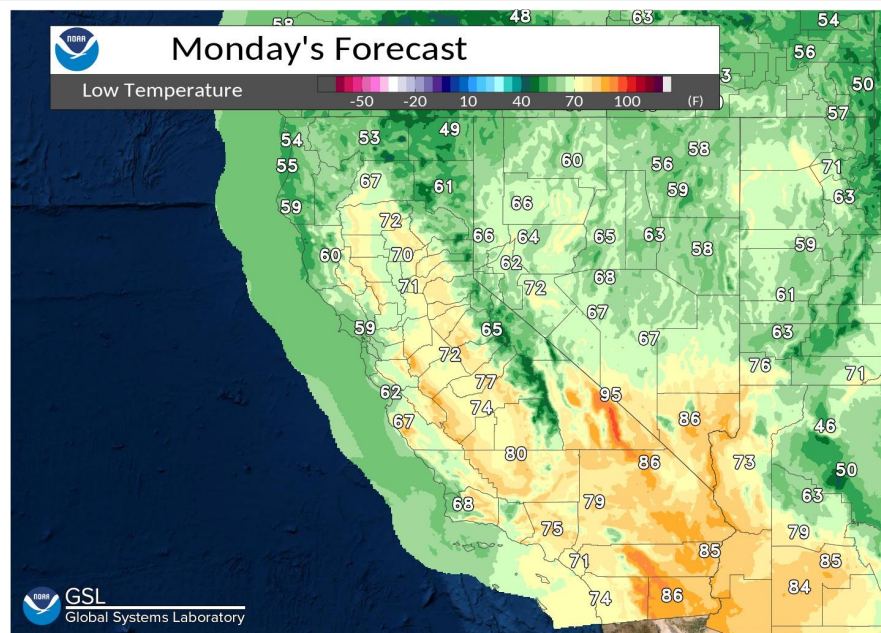 58 48 63 54
NOAA
Monday's Forecast
56
Low Temperature
-50 -20 10 40 70 100 (F)
50
57
54 53 49 60 58
55 56 71
67 61 59 63
59 66
72
66 64 65 63 59
60 70 62 58
71 72 68 61
59 67
65 67 63
72 76 71
77
62 74 95 86
67 46
80 86 73 50
68 79 63
75 79
71 85 85
74 86 84
NOAA
GSL
Global Systems Laboratory